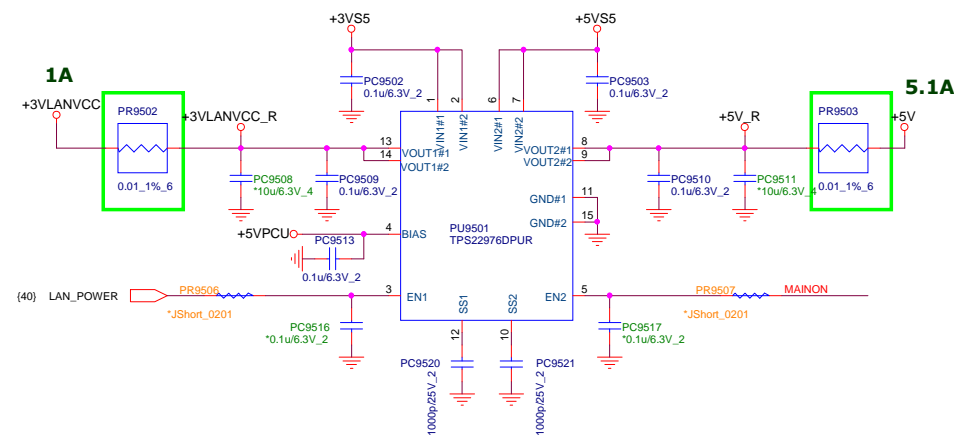 +3VS5
+5VS5
1A
5.1A
PC9502
0.1u/6.3V_2
PC9503
0.1u/6.3V_2
+3VLANVCC
PR9502
+3VLANVCC_R
+5V_R
PR9503
+5V
0.01_1%_6
0.01_1%_6
1
2
6
7
VIN1#1
VIN1#2
VIN2#1
VIN2#2
13
14
VOUT1#1
VOUT1#2
8
9
VOUT2#1
VOUT2#2
PC9508
*10u/6.3V_4
PC9509
0.1u/6.3V_2
PC9510
0.1u/6.3V_2
PC9511
*10u/6.3V_4
11
GND#1
15
GND#2
PU9501
TPS22976DPUR
+5VPCU
4
BIAS
PC9513
0.1u/6.3V_2
{40}
LAN_POWER
PR9506
*JShort_0201
3
EN1
5
EN2
PR9507
*JShort_0201
MAINON
SS1
SS2
PC9516
*0.1u/6.3V_2
PC9517
*0.1u/6.3V_2
12
10
PC9520
1000p/25V_2
PC9521
1000p/25V_2